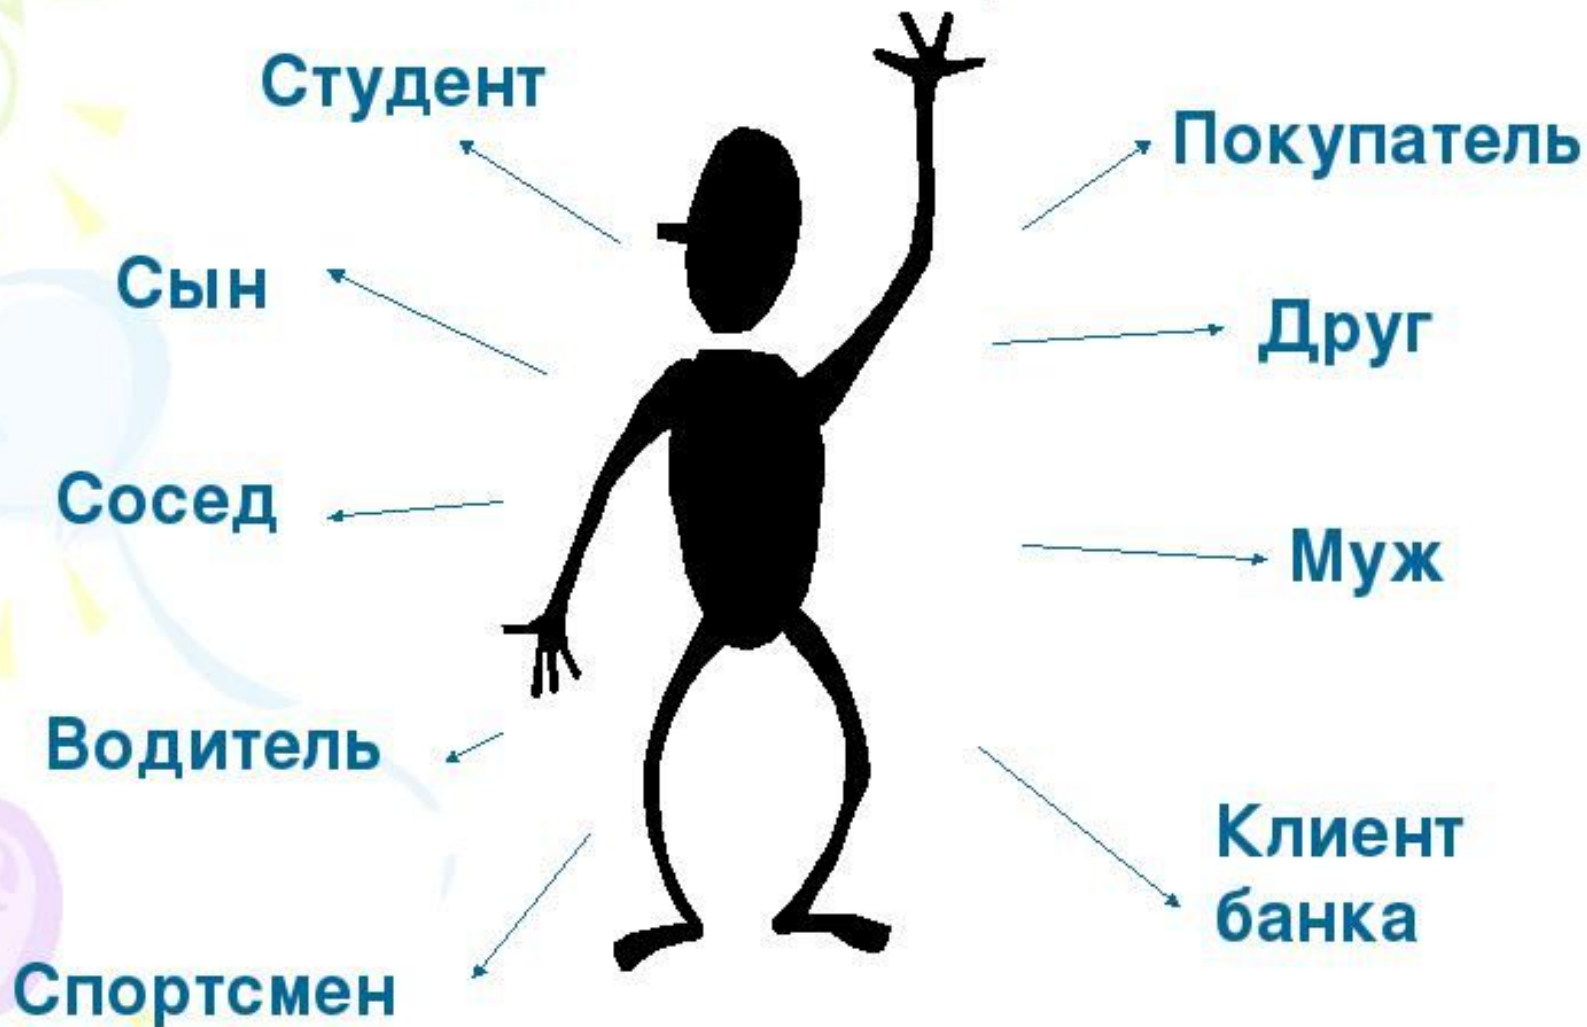 Студент
Покупатель
Сын
Друг
Сосед
Муж
Водитель
Клиент
банка
Спортсмен